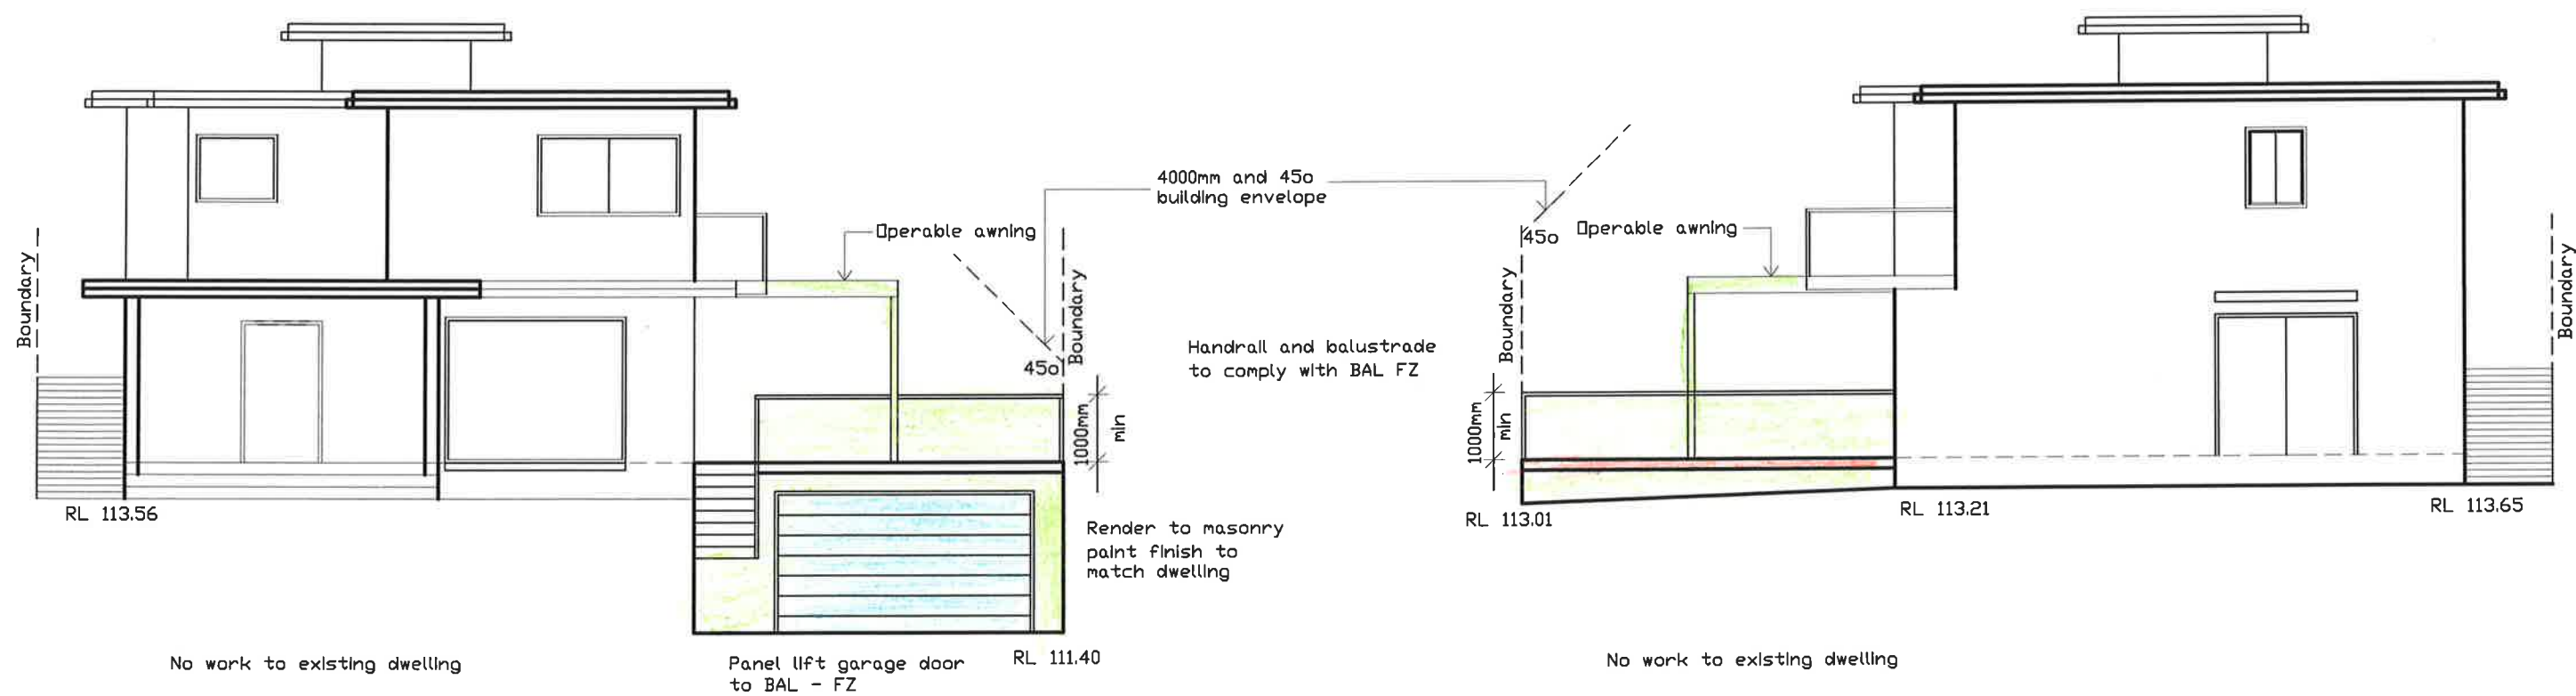 4000mm and 45o
building envelope
Operable awning
Operable awning
45o
45o
Boundary
Boundary
Boundary
Boundary
Handrail and balustrade
to comply with BAL FZ
1000mm
min
1000mm
min
RL 113.56
Render to masonry
paint finish to
match dwelling
RL 113.01
RL 113.21
RL 113.65
No work to existing dwelling
Panel lift garage door
to BAL - FZ
RL 111.40
No work to existing dwelling